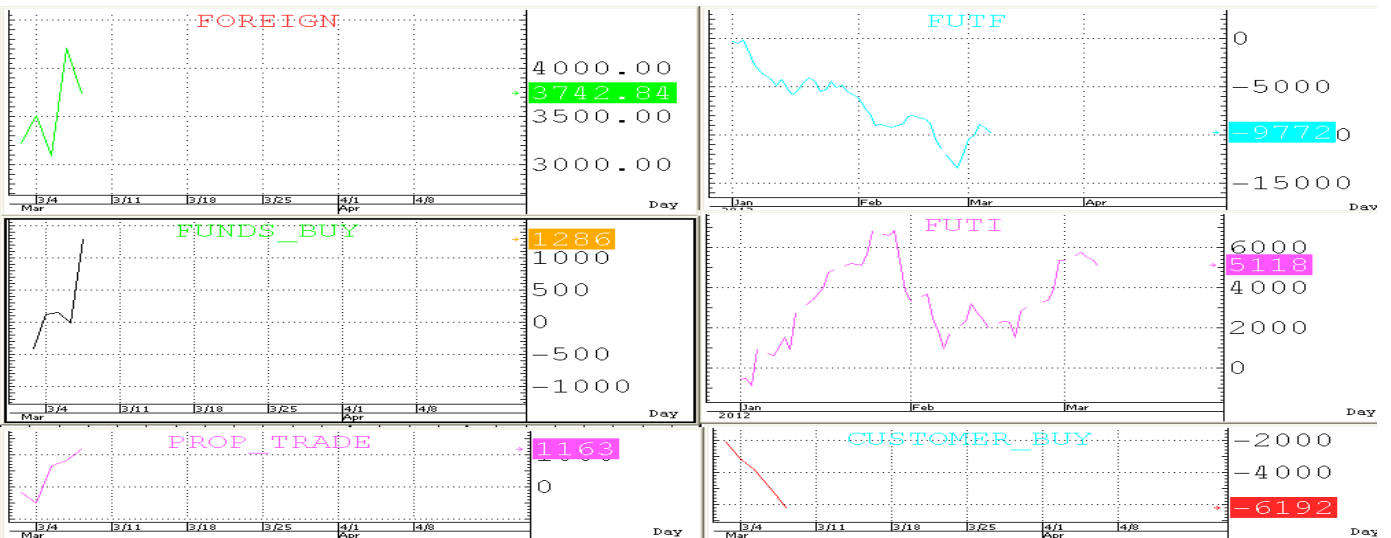 FOREIGN
4000.00
3742.84
3500.00
3000.00
3/4 3/11 3/18 3/25 4/1 4/8
Mar Apr Day
FUTF
0
-5000
-9772
-15000
Jan Feb Mar Apr
Day
FUNDS_BUY
1286
1000
500
0
-500
-1000
3/4 3/11 3/18 3/25 4/1 4/8
Mar Apr Day
FUTI
6000
5118
4000
2000
0
Jan Feb Mar
2012 Day
PROP_TRADE
1163
0
3/4 3/11 3/18 3/25 4/1 4/8
Mar Apr Day
CUSTOMER_BUY
-2000
-4000
-6192
3/4 3/11 3/18 3/25 4/1 4/8
Mar Apr Day